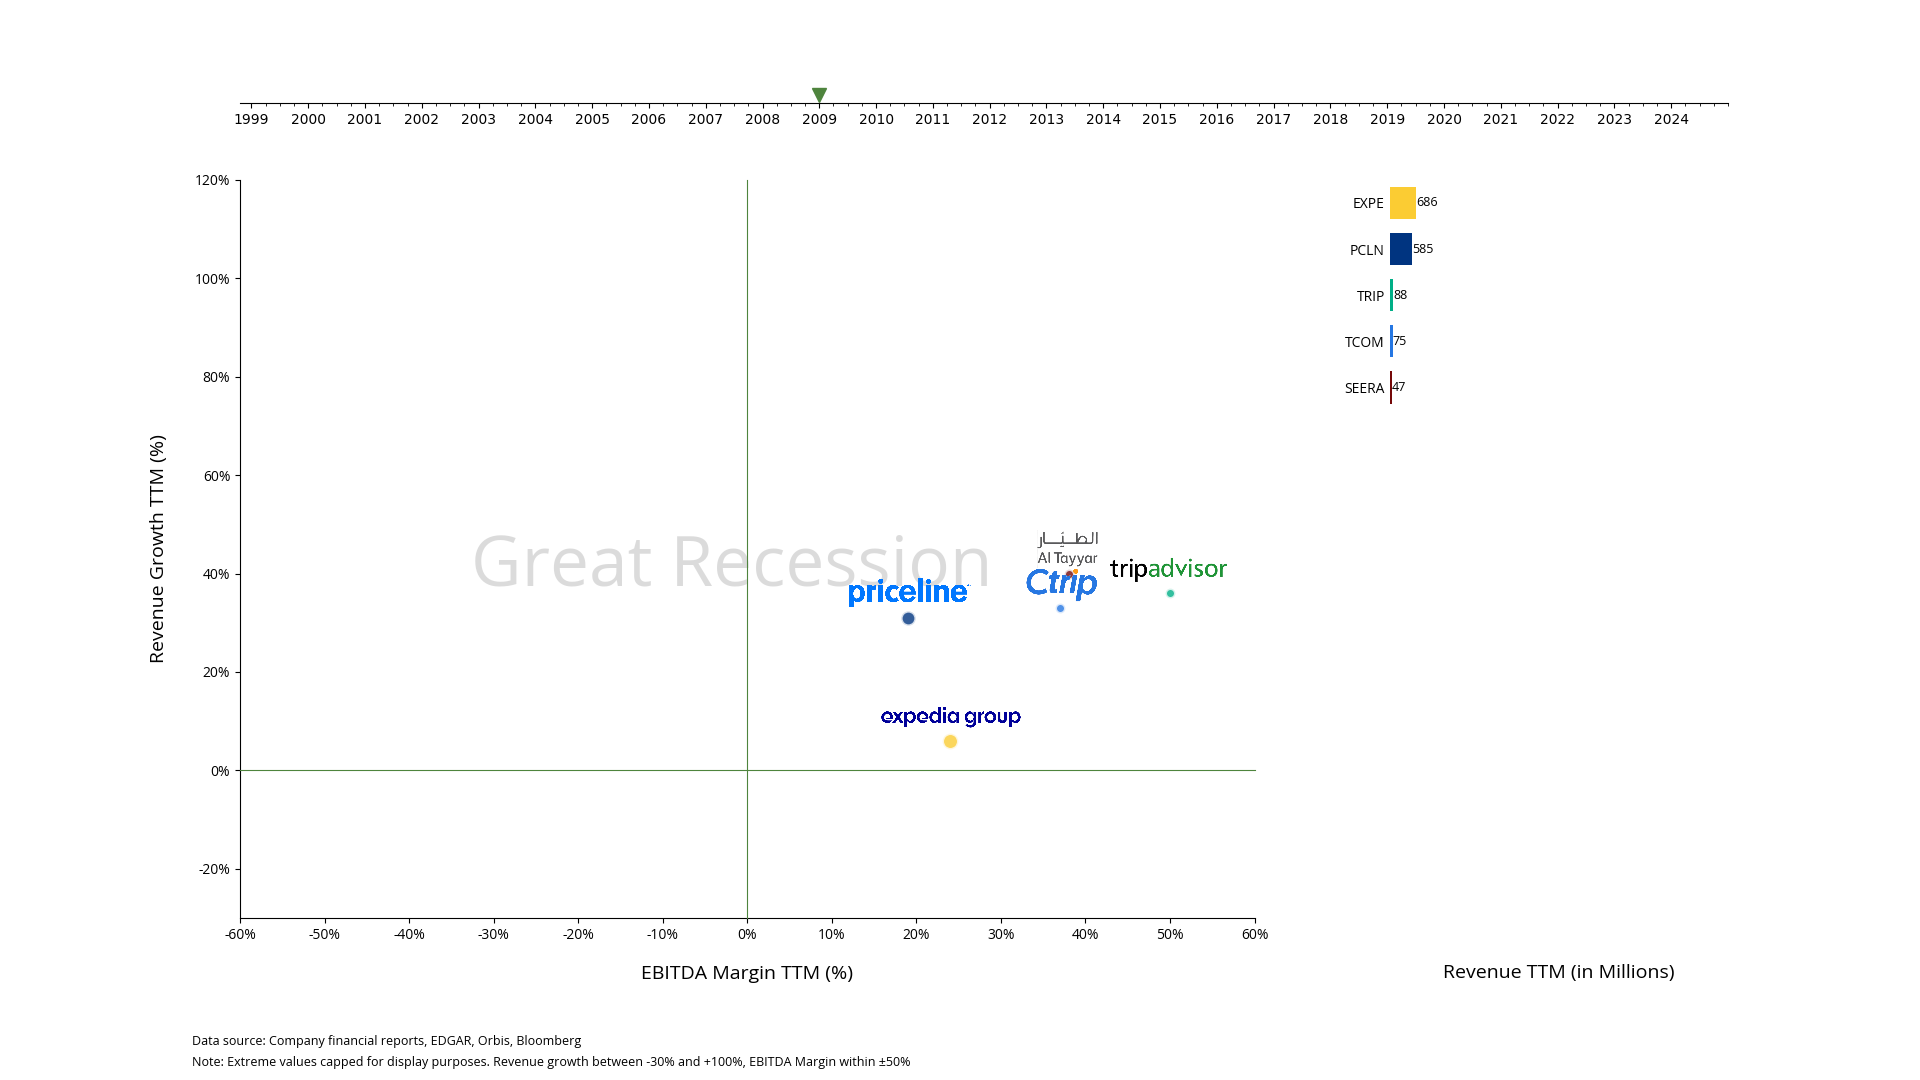 1999 2000 2001 2002 2003 2004 2005 2006 2007 2008 2009 2010 2011 2012 2013 2014 2015 2016 2017 2018 2019 2020 2021 2022 2023 2024
120%
100%
80%
60%
40%
20%
0%
-20%
Revenue Growth TTM (%)
Great Recession
الطيّار
Al Tayyar
Ctrip
tripadvisor
priceline
expedia group
-60% -50% -40% -30% -20% -10% 0% 10% 20% 30% 40% 50% 60%
EBITDA Margin TTM (%)
EXPE 686
PCLN 585
TRIP 88
TCOM 75
SEERA 47
Revenue TTM (in Millions)
Data source: Company financial reports, EDGAR, Orbis, Bloomberg
Note: Extreme values capped for display purposes. Revenue growth between -30% and +100%, EBITDA Margin within ±50%